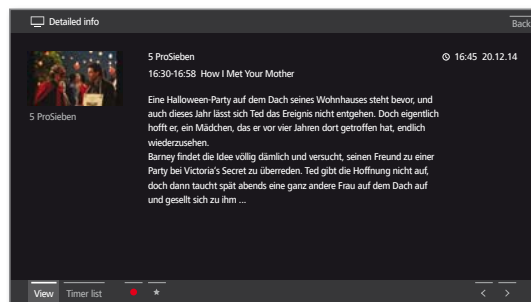 Detailed info
Back
5 ProSieben
16:45 20.12.14
16:30-16:58 How I Met Your Mother
5 ProSieben
Eine Halloween-Party auf dem Dach seines Wohnhauses steht bevor, und
auch dieses Jahr lässt sich Ted das Ereignis nicht entgehen. Doch eigentlich
hofft er, ein Mädchen, das er vor vier Jahren dort getroffen hat, endlich
wiederzusehen.
Barney findet die Idee völlig dämlich und versucht, seinen Freund zu einer
Party bei Victoria's Secret zu überreden. Ted gibt die Hoffnung nicht auf,
doch dann taucht spät abends eine ganz andere Frau auf dem Dach auf
und gesellt sich zu ihm ...
View Timer list